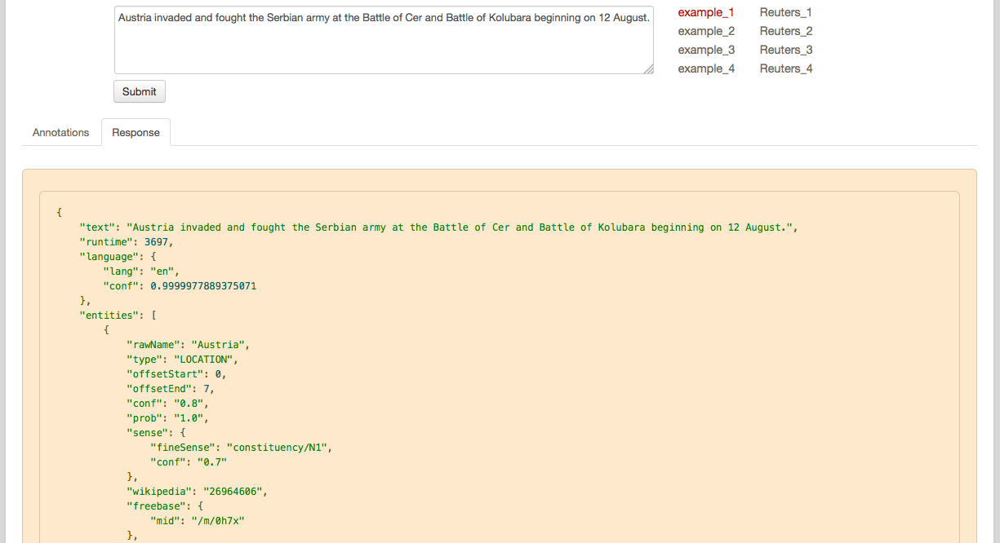 Austria invaded and fought the Serbian army at the Battle of Cer and Battle of Kolubara beginning on 12 August.
example_1 Reuters_1
example_2 Reuters_2
example_3 Reuters_3
example_4 Reuters_4
Submit
Annotations Response
{
    "text": "Austria invaded and fought the Serbian army at the Battle of Cer and Battle of Kolubara beginning on 12 August.",
    "runtime": 3697,
    "language": {
        "lang": "en",
        "conf": 0.9999977889375071
    },
    "entities": [
        {
            "rawName": "Austria",
            "type": "LOCATION",
            "offsetStart": 0,
            "offsetEnd": 7,
            "conf": "0.8",
            "prob": "1.0",
            "sense": {
                "fineSense": "constituency/N1",
                "conf": "0.7"
            },
            "wikipedia": "26964606",
            "freebase": {
                "mid": "/m/0h7x"
            },